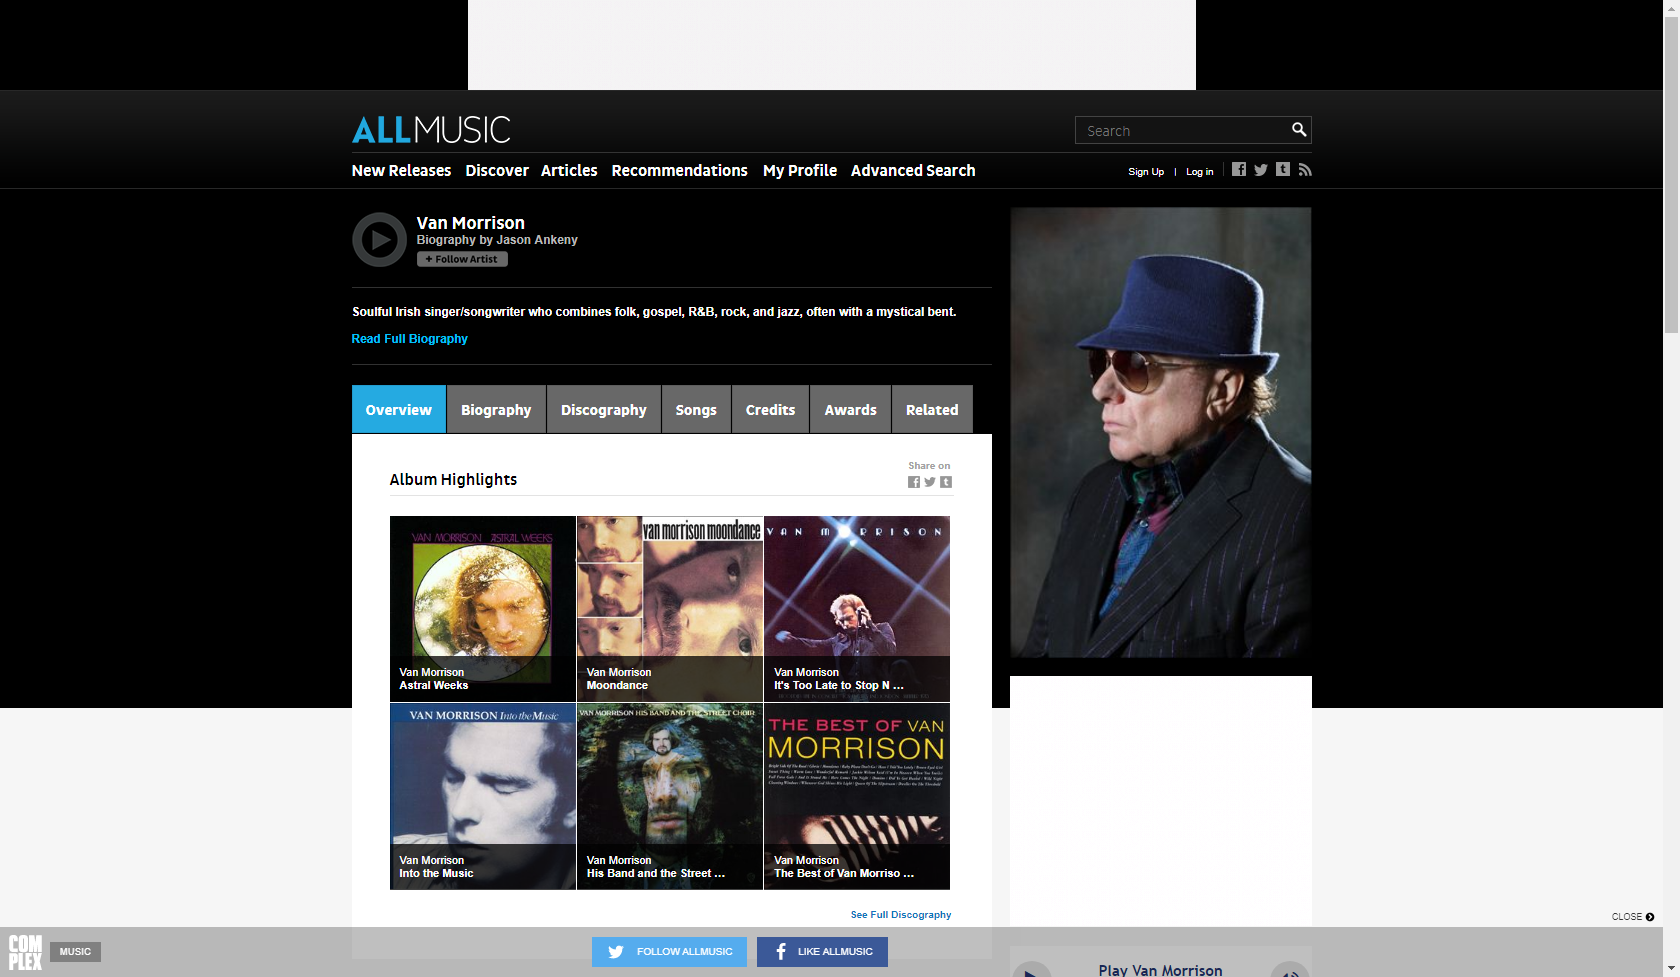 ALLMUSIC
Search
New Releases Discover Articles Recommendations My Profile Advanced Search
Sign Up | Log in
Van Morrison
Biography by Jason Ankeny
+ Follow Artist
Soulful Irish singer/songwriter who combines folk, gospel, R&B, rock, and jazz, often with a mystical bent.
Read Full Biography
Overview Biography Discography Songs Credits Awards Related
Album Highlights
Share on
VAN MORRISON ASTRAL WEEKS
Van Morrison
Astral Weeks
van morrison moondance
Van Morrison
Moondance
VAN MORRISON
Van Morrison
It's Too Late to Stop N ...
VAN MORRISON Into the Music
Van Morrison
Into the Music
VAN MORRISON HIS BAND AND THE STREET CHOIR
Van Morrison
His Band and the Street ...
THE BEST OF VAN
MORRISON
Van Morrison
The Best of Van Morriso ...
See Full Discography
CLOSE
COM
PLEX
MUSIC
FOLLOW ALLMUSIC
LIKE ALLMUSIC
Play Van Morrison